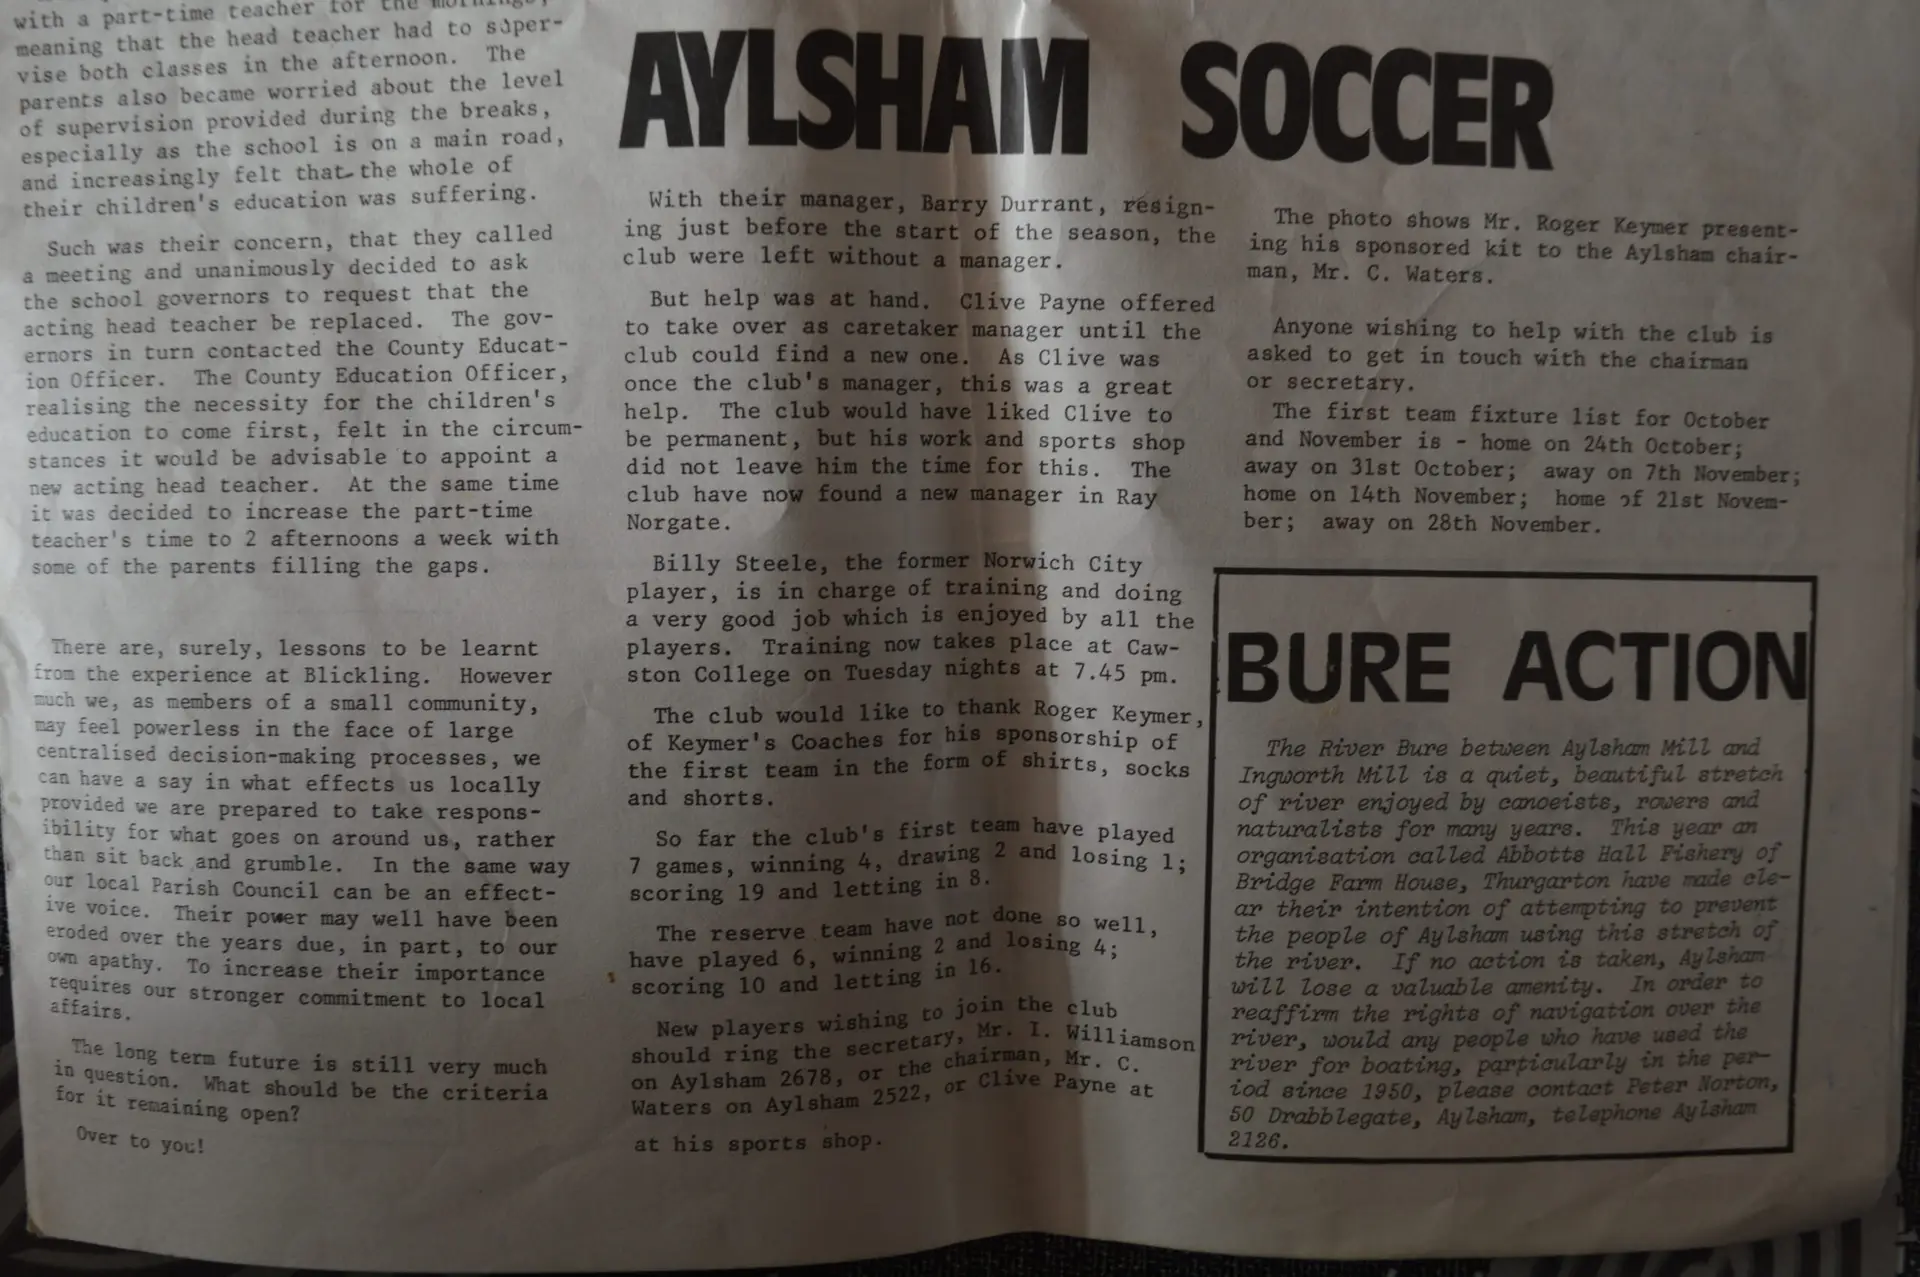 with a part-time teacher for the mornings,
meaning that the head teacher had to super-
vise both classes in the afternoon. The
parents also became worried about the level
of supervision provided during the breaks,
especially as the school is on a main road,
and increasingly felt that the whole of
their children's education was suffering.
Such was their concern, that they called
a meeting and unanimously decided to ask
the school governors to request that the
acting head teacher be replaced. The gov-
ernors in turn contacted the County Educat-
ion Officer. The County Education Officer,
realising the necessity for the children's
education to come first, felt in the circum-
stances it would be advisable to appoint a
new acting head teacher. At the same time
it was decided to increase the part-time
teacher's time to 2 afternoons a week with
some of the parents filling the gaps.
There are, surely, lessons to be learnt
from the experience at Blickling. However
much we, as members of a small community,
may feel powerless in the face of large
centralised decision-making processes, we
can have a say in what effects us locally
provided we are prepared to take respons-
ibility for what goes on around us, rather
than sit back and grumble. In the same way
our local Parish Council can be an effect-
ive voice. Their power may well have been
eroded over the years due, in part, to our
own apathy. To increase their importance
requires our stronger commitment to local
affairs.
The long term future is still very much
in question. What should be the criteria
for it remaining open?
Over to you!
AYLSHAM SOCCER
With their manager, Barry Durrant, resign-
ing just before the start of the season, the
club were left without a manager.
But help was at hand. Clive Payne offered
to take over as caretaker manager until the
club could find a new one. As Clive was
once the club's manager, this was a great
help. The club would have liked Clive to
be permanent, but his work and sports shop
did not leave him the time for this. The
club have now found a new manager in Ray
Norgate.
Billy Steele, the former Norwich City
player, is in charge of training and doing
a very good job which is enjoyed by all the
players. Training now takes place at Caw-
ston College on Tuesday nights at 7.45 pm.
The club would like to thank Roger Keymer,
of Keymer's Coaches for his sponsorship of
the first team in the form of shirts, socks
and shorts.
So far the club's first team have played
7 games, winning 4, drawing 2 and losing 1;
scoring 19 and letting in 8.
The reserve team have not done so well,
have played 6, winning 2 and losing 4;
scoring 10 and letting in 16.
New players wishing to join the club
should ring the secretary, Mr. I. Williamson
on Aylsham 2678, or the chairman, Mr. C.
Waters on Aylsham 2522, or Clive Payne at
at his sports shop.
The photo shows Mr. Roger Keymer present-
ing his sponsored kit to the Aylsham chair-
man, Mr. C. Waters.
Anyone wishing to help with the club is
asked to get in touch with the chairman
or secretary.
The first team fixture list for October
and November is - home on 24th October;
away on 31st October; away on 7th November;
home on 14th November; home of 21st Novem-
ber; away on 28th November.
BURE ACTION
The River Bure between Aylsham Mill and
Ingworth Mill is a quiet, beautiful stretch
of river enjoyed by canoeists, rowers and
naturalists for many years. This year an
organisation called Abbotts Hall Fishery of
Bridge Farm House, Thurgarton have made cle-
ar their intention of attempting to prevent
the people of Aylsham using this stretch of
the river. If no action is taken, Aylsham
will lose a valuable amenity. In order to
reaffirm the rights of navigation over the
river, would any people who have used the
river for boating, particularly in the per-
iod since 1950, please contact Peter Norton,
50 Drabblegate, Aylsham, telephone Aylsham
2126.